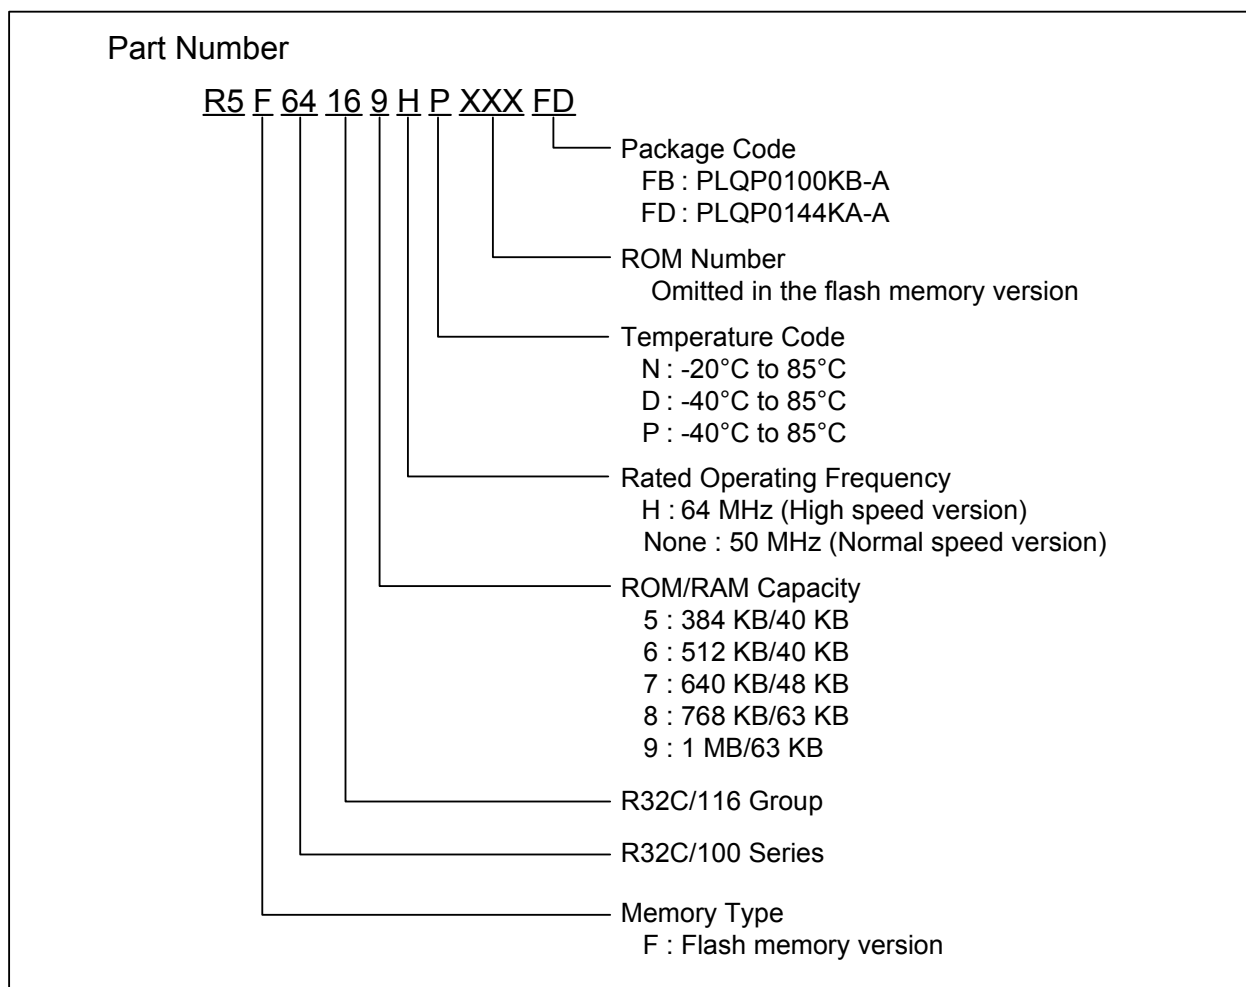 Part Number
R5 F 64 16 9 H P XXX FD
Package Code
FB : PLQP0100KB-A
FD : PLQP0144KA-A
ROM Number
Omitted in the flash memory version
Temperature Code
N : -20°C to 85°C
D : -40°C to 85°C
P : -40°C to 85°C
Rated Operating Frequency
H : 64 MHz (High speed version)
None : 50 MHz (Normal speed version)
ROM/RAM Capacity
5 : 384 KB/40 KB
6 : 512 KB/40 KB
7 : 640 KB/48 KB
8 : 768 KB/63 KB
9 : 1 MB/63 KB
R32C/116 Group
R32C/100 Series
Memory Type
F : Flash memory version